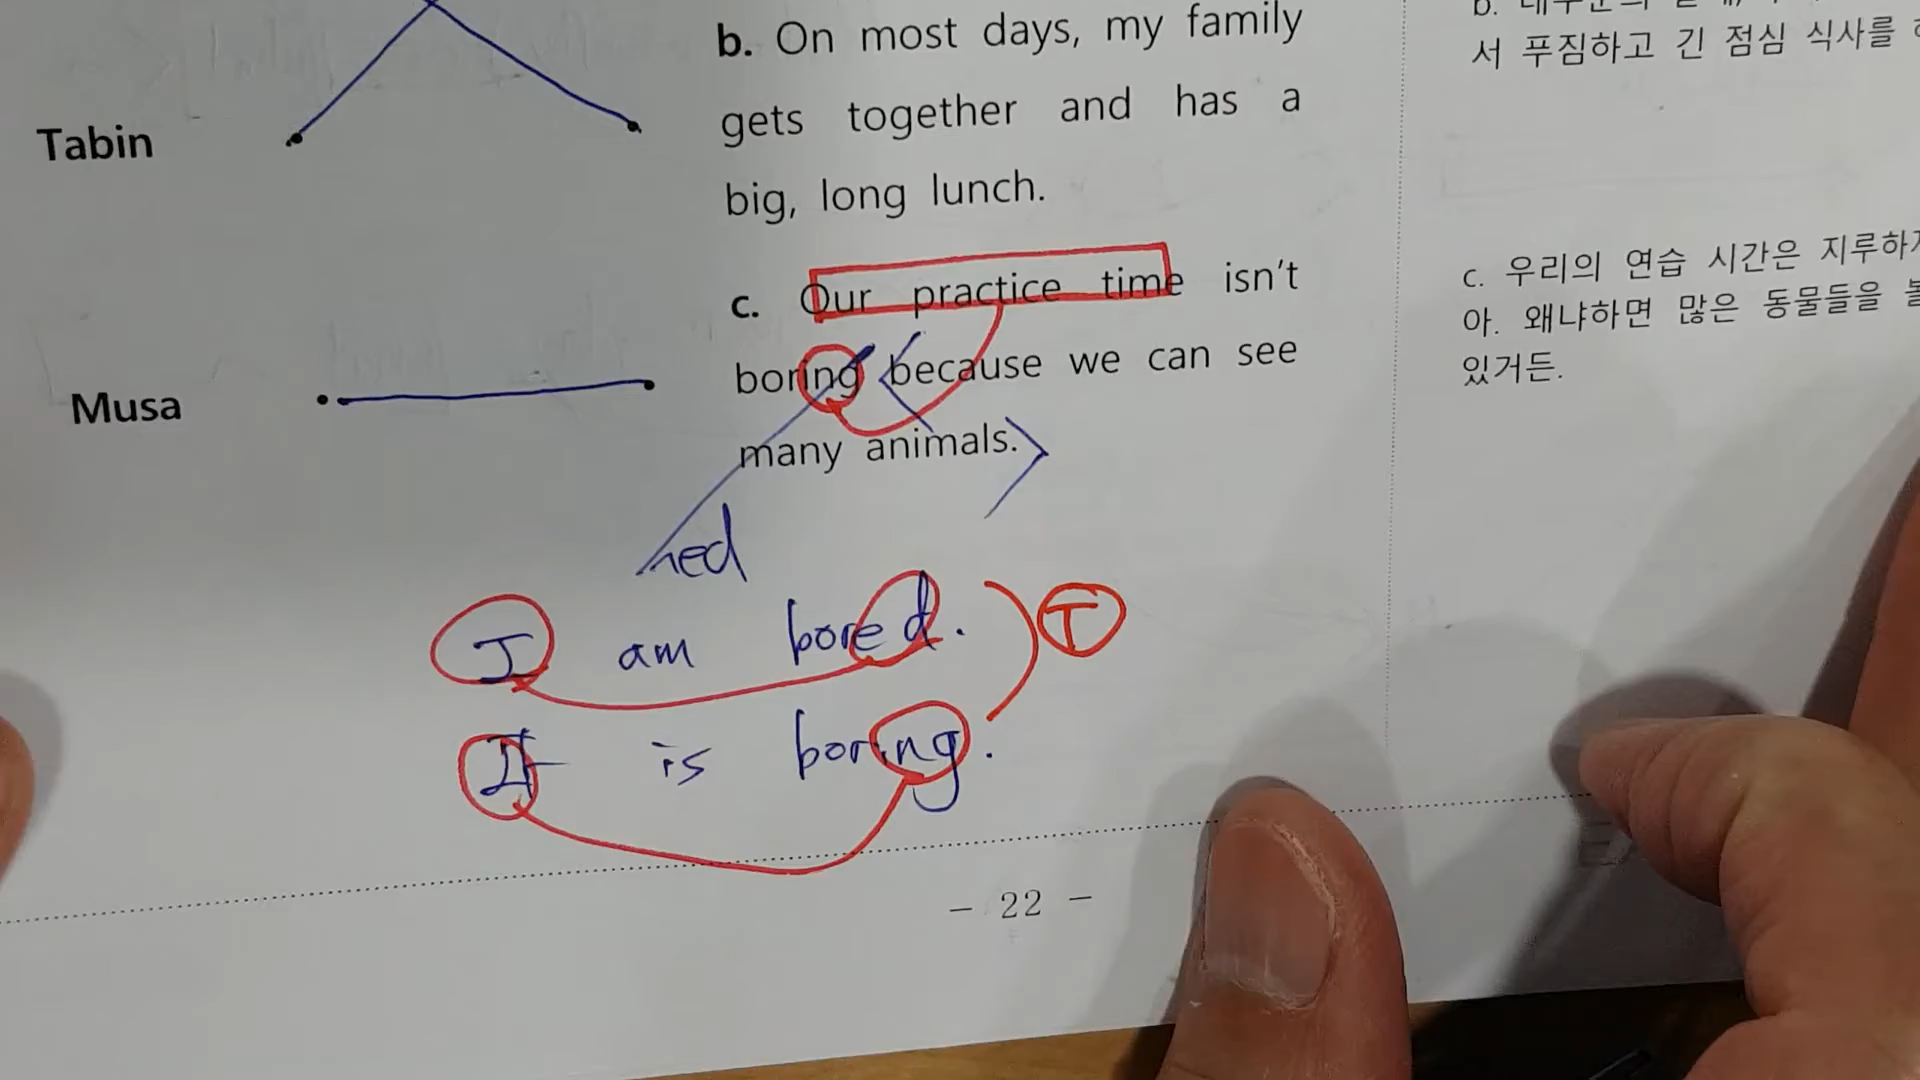 b. On most days, my family
gets together and has a
big, long lunch.
Tabin
c. Our practice time isn't
boring because we can see
many animals.
Musa
ed
I am bored.
T
It is boring.
서 푸짐하고 긴 점심 식사를
c. 우리의 연습 시간은 지루하지
아. 왜냐하면 많은 동물들을 볼
있거든.
- 22 -